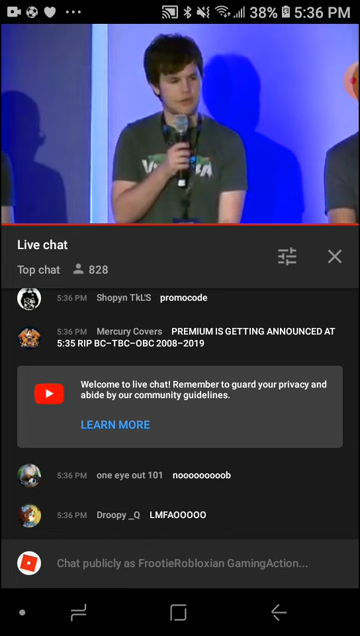 38% 5:36 PM
Live chat
Top chat 828
5:36 PM Shopyn TkL'S promocode
5:36 PM Mercury Covers PREMIUM IS GETTING ANNOUNCED AT
5:35 RIP BC–TBC–OBC 2008–2019
Welcome to live chat! Remember to guard your privacy and
abide by our community guidelines.
LEARN MORE
5:36 PM one eye out 101 nooooooooob
5:36 PM Droopy _Q LMFAOOOOO
Chat publicly as FrootieRobloxian GamingAction...